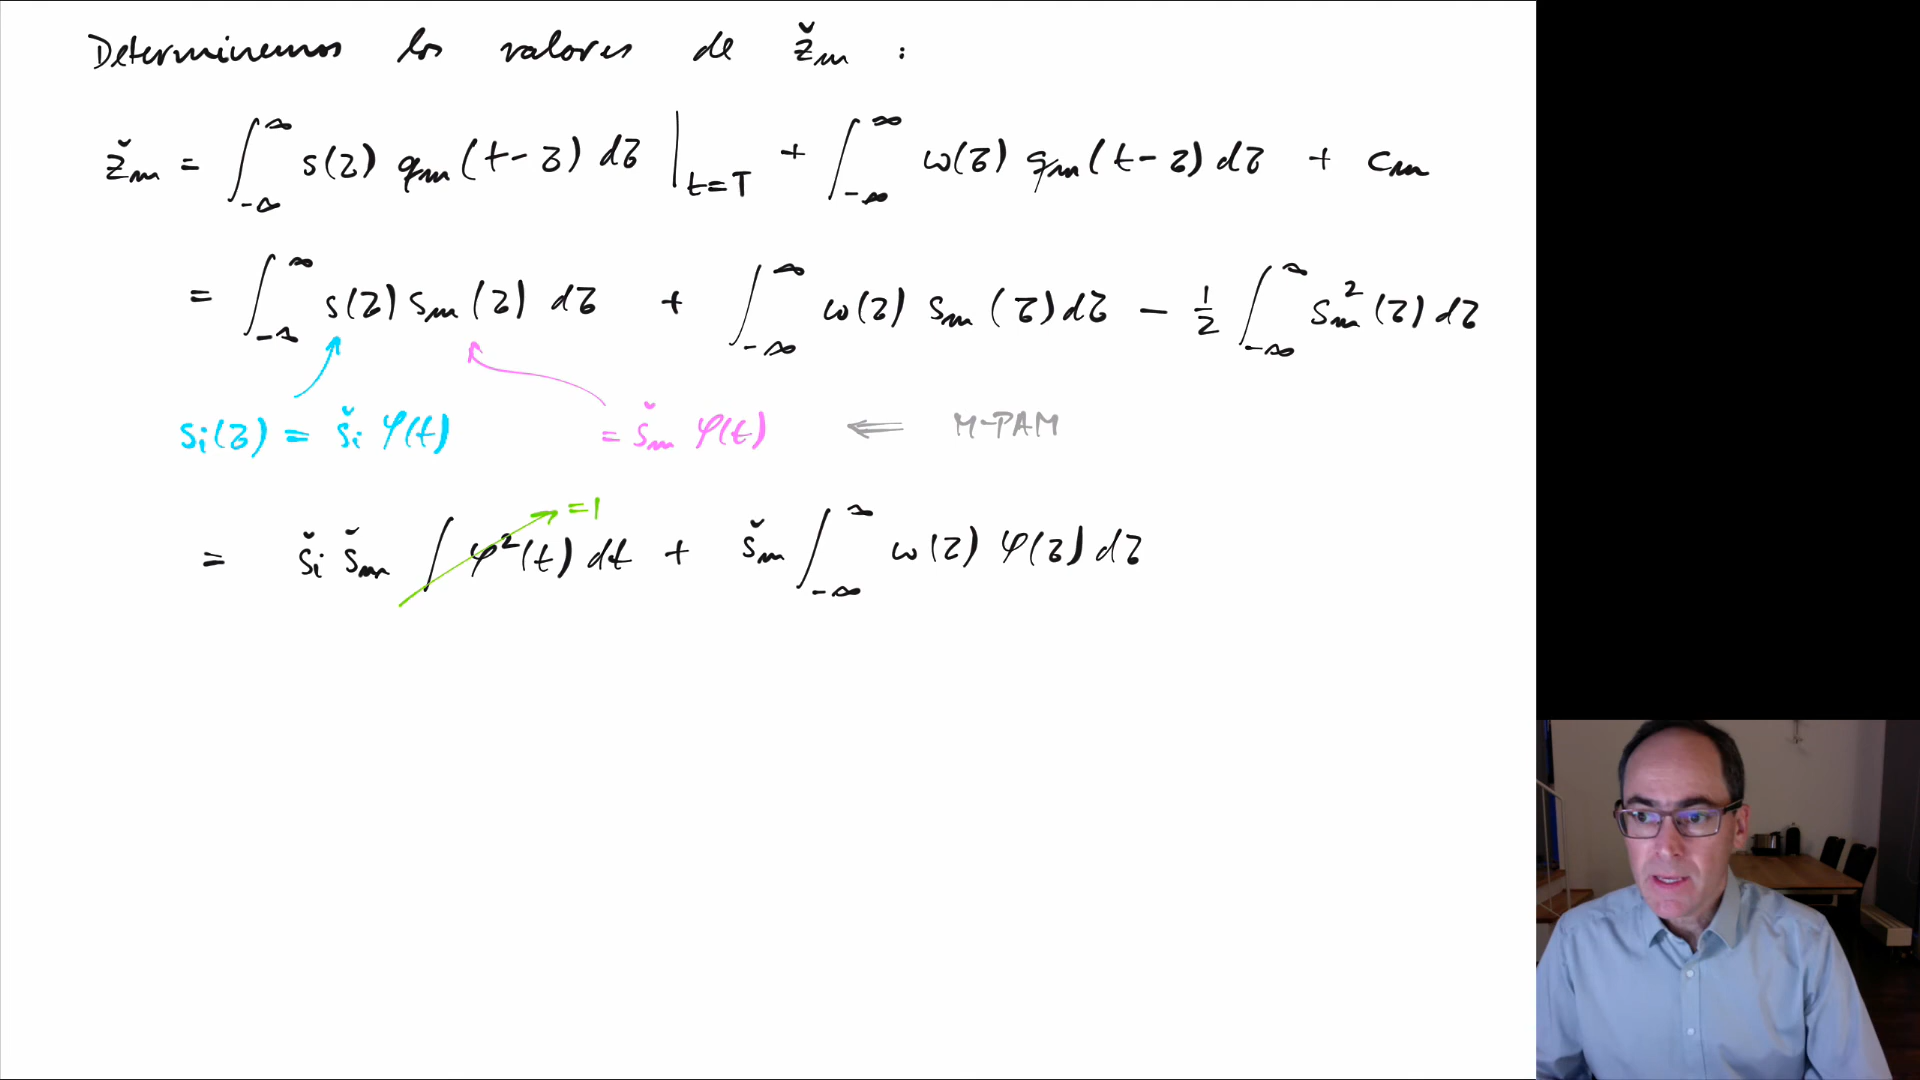 Determinemos los valores de žₘ :
žₘ = ∫_{-∞}^{∞} s(τ) qₘ(t-τ) dτ |_{t=T} + ∫_{-∞}^{∞} w(τ) qₘ(t-τ) dτ + cₘ
= ∫_{-∞}^{∞} s(τ) sₘ(τ) dτ + ∫_{-∞}^{∞} w(τ) sₘ(τ) dτ - 1/2 ∫_{-∞}^{∞} sₘ²(τ) dτ
sᵢ(τ) = šᵢ φ(t) = šₘ φ(t) ⇐ M-PAM
= šᵢ šₘ ∫ φ²(t) dt =1 + šₘ ∫_{-∞}^{∞} w(τ) φ(τ) dτ